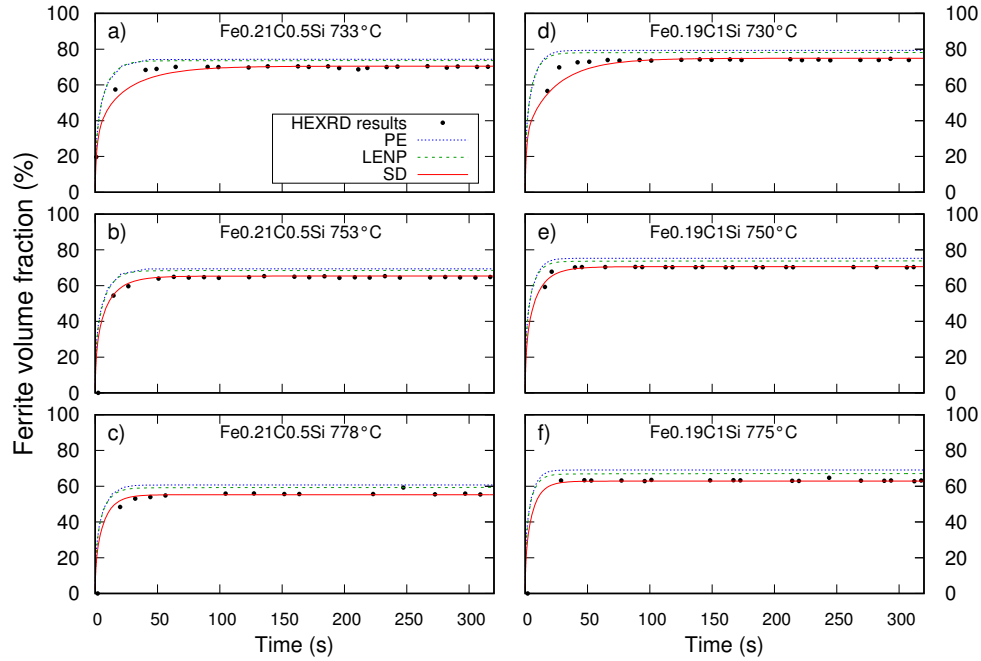 Ferrite volume fraction (%)
a) Fe0.21C0.5Si 733°C
100
80
60
40
20
0
HEXRD results
PE
LENP
SD
b) Fe0.21C0.5Si 753°C
100
80
60
40
20
0
c) Fe0.21C0.5Si 778°C
100
80
60
40
20
0
0 50 100 150 200 250 300
Time (s)
d) Fe0.19C1Si 730°C
100
80
60
40
20
0
e) Fe0.19C1Si 750°C
100
80
60
40
20
0
f) Fe0.19C1Si 775°C
100
80
60
40
20
0
0 50 100 150 200 250 300
Time (s)